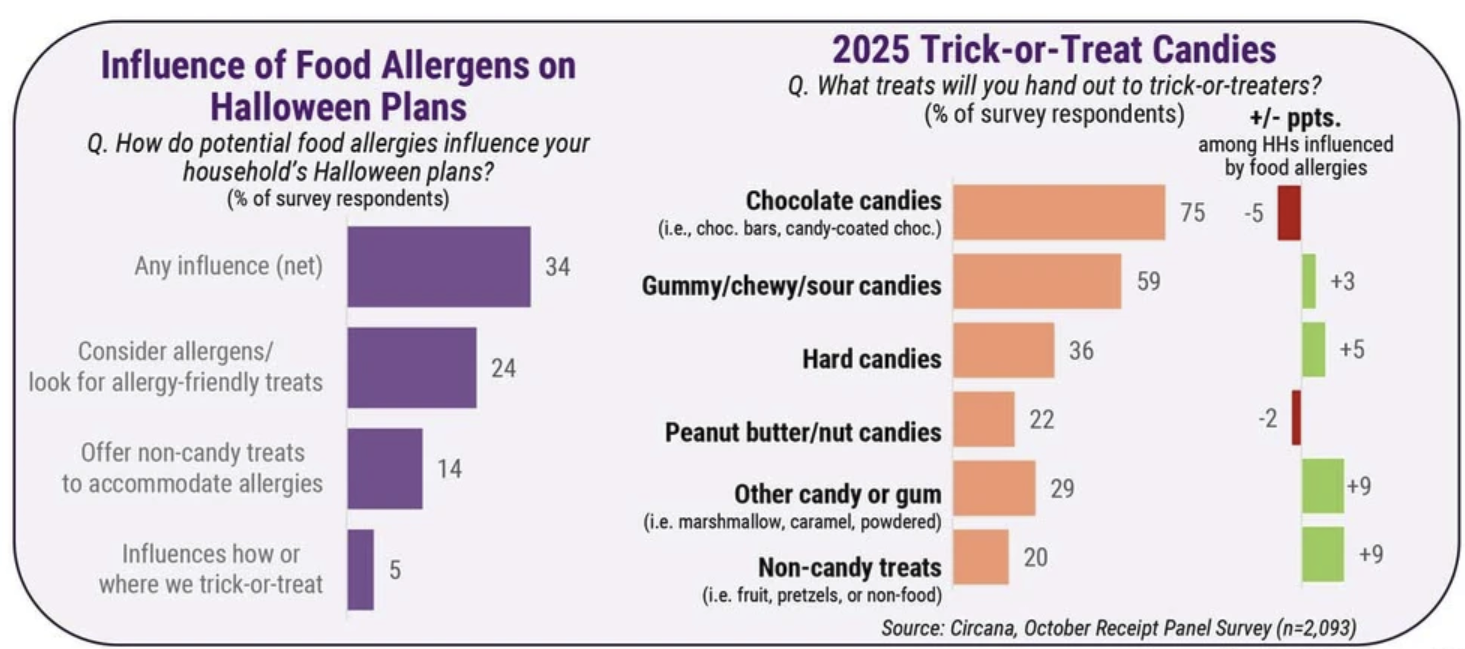 Influence of Food Allergens on
Halloween Plans
Q. How do potential food allergies influence your
household's Halloween plans?
(% of survey respondents)
Any influence (net)
34
Consider allergens/
look for allergy-friendly treats
24
Offer non-candy treats
to accommodate allergies
14
Influences how or
where we trick-or-treat
5
2025 Trick-or-Treat Candies
Q. What treats will you hand out to trick-or-treaters?
(% of survey respondents)
+/- ppts.
among HHs influenced
by food allergies
Chocolate candies
(i.e., choc. bars, candy-coated choc.)
75
-5
Gummy/chewy/sour candies
59
+3
Hard candies
36
+5
Peanut butter/nut candies
22
-2
Other candy or gum
(i.e. marshmallow, caramel, powdered)
29
+9
Non-candy treats
(i.e. fruit, pretzels, or non-food)
20
+9
Source: Circana, October Receipt Panel Survey (n=2,093)